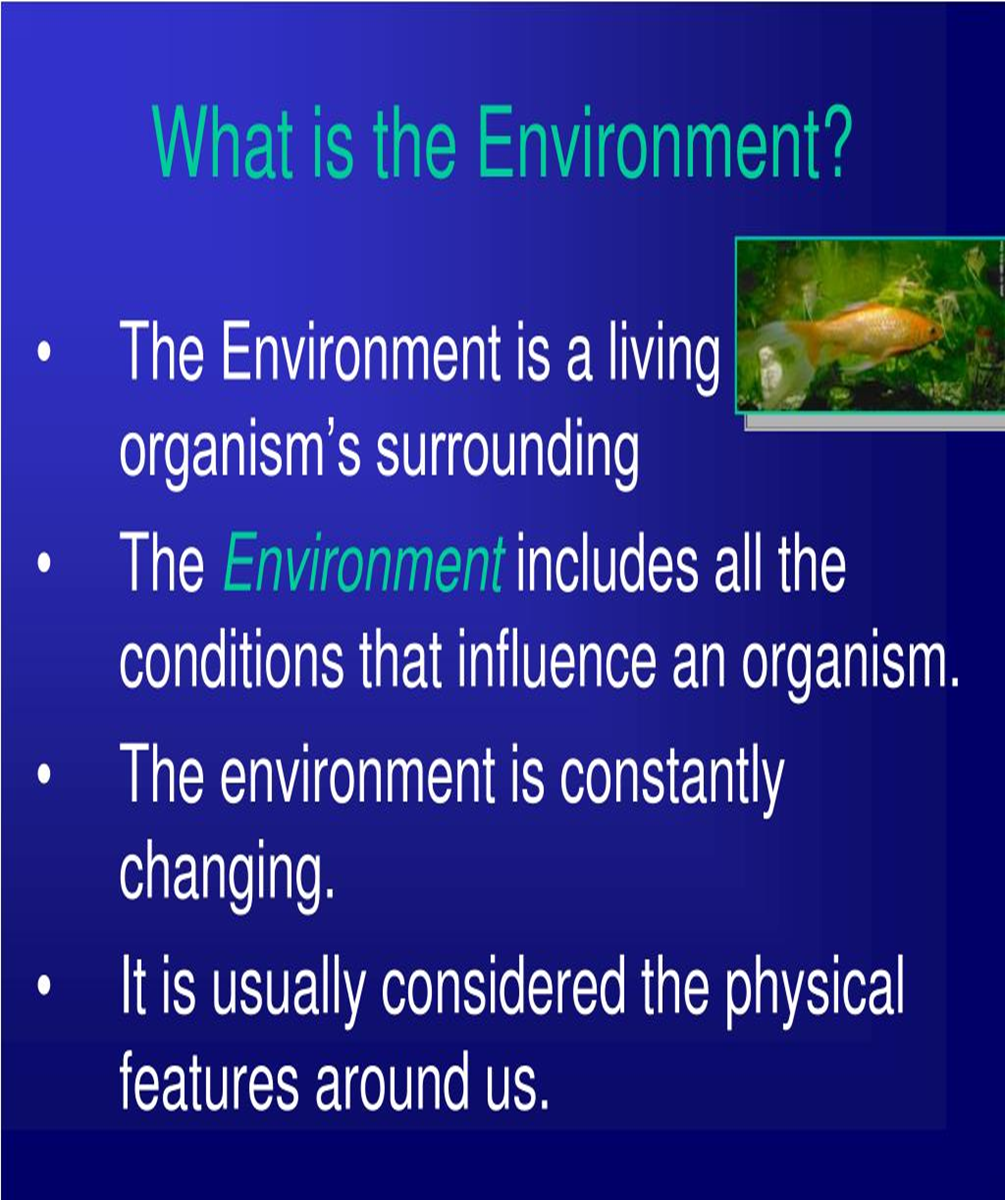 What is the Environment?
• The Environment is a living
organism’s surrounding
• The Environment includes all the
conditions that influence an organism.
• The environment is constantly
changing.
• It is usually considered the physical
features around us.